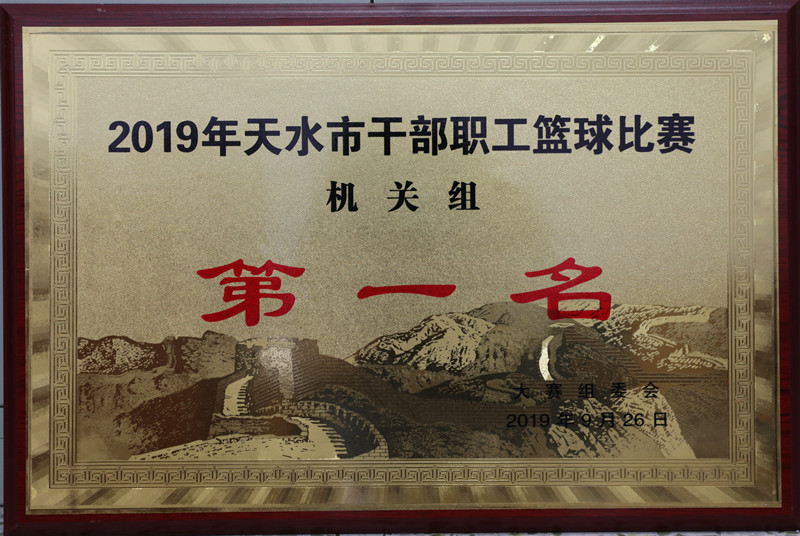 2019年天水市干部职工篮球比赛
机关组
第一名
大赛组委会
2019年9月26日